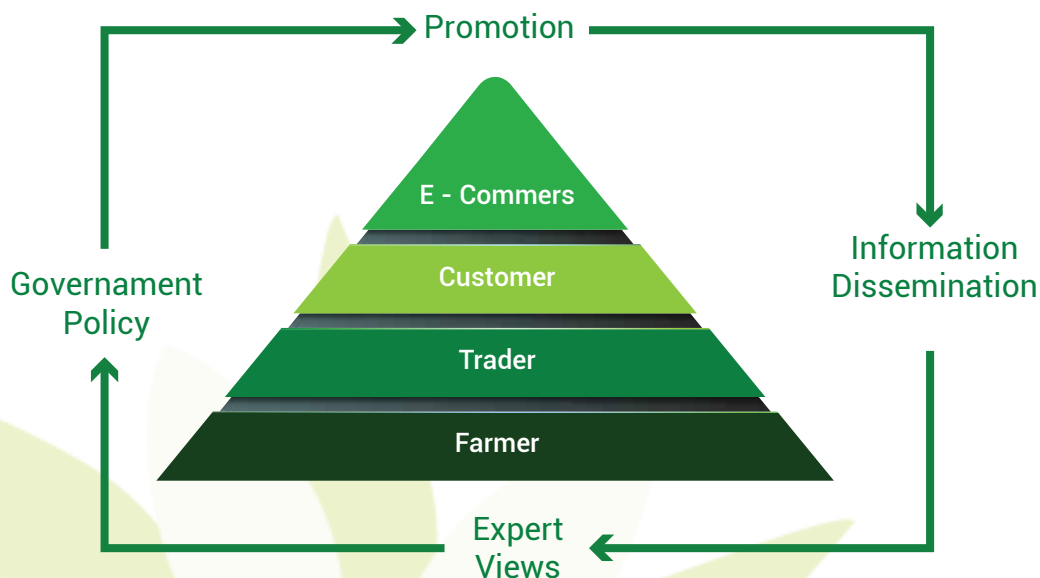 Promotion
E - Commers
Information
Dissemination
Customer
Governament
Policy
Trader
Farmer
Expert
Views